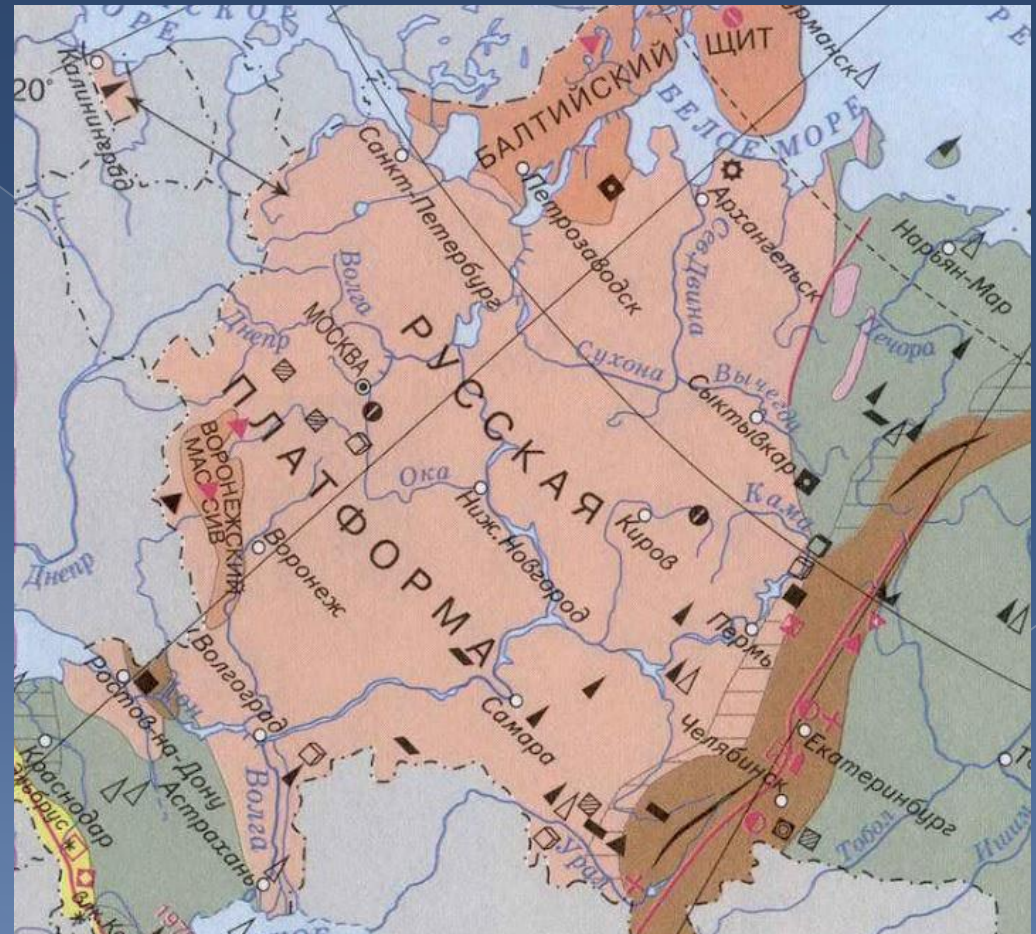 МОРЕ
20°
Калининград
Санкт-Петербург
БАЛТИЙСКИЙ
ЩИТ
БЕЛОЕ МОРЕ
Петрозаводск
Архангельск
Сев. Двина
Нарьян-Мар
Печора
Волга
Днепр
МОСКВА
РУССКАЯ
ПЛАТФОРМА
Сухона
Вычегда
Сыктывкар
ВОРОНЕЖСКИЙ
МАССИВ
Ока
Ниж.Новгород
Киров
Кама
Днепр
Воронеж
Пермь
Волгоград
Ростов-на-Дону
Дон
Самара
Челябинск
Екатеринбург
Краснодар
Астрахань
Волга
Урал
Тобол
Ишим